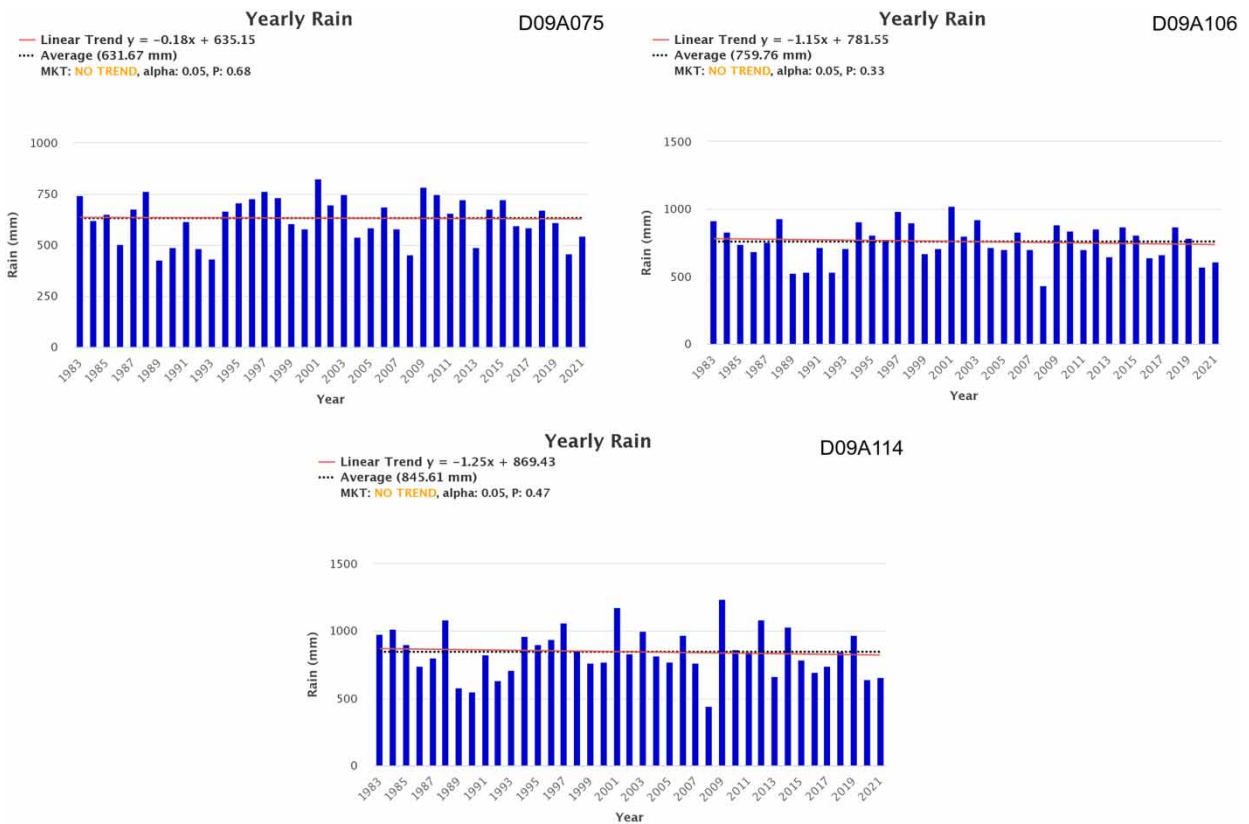 Yearly Rain
D09A075
Linear Trend y = −0.18x + 635.15
Average (631.67 mm)
MKT: NO TREND, alpha: 0.05, P: 0.68
1000
750
500
250
0
Rain (mm)
1983 1985 1987 1989 1991 1993 1995 1997 1999 2001 2003 2005 2007 2009 2011 2013 2015 2017 2019 2021
Year
Yearly Rain
D09A106
Linear Trend y = −1.15x + 781.55
Average (759.76 mm)
MKT: NO TREND, alpha: 0.05, P: 0.33
1500
1000
500
0
Rain (mm)
1983 1985 1987 1989 1991 1993 1995 1997 1999 2001 2003 2005 2007 2009 2011 2013 2015 2017 2019 2021
Year
Yearly Rain
D09A114
Linear Trend y = −1.25x + 869.43
Average (845.61 mm)
MKT: NO TREND, alpha: 0.05, P: 0.47
1500
1000
500
0
Rain (mm)
1983 1985 1987 1989 1991 1993 1995 1997 1999 2001 2003 2005 2007 2009 2011 2013 2015 2017 2019 2021
Year